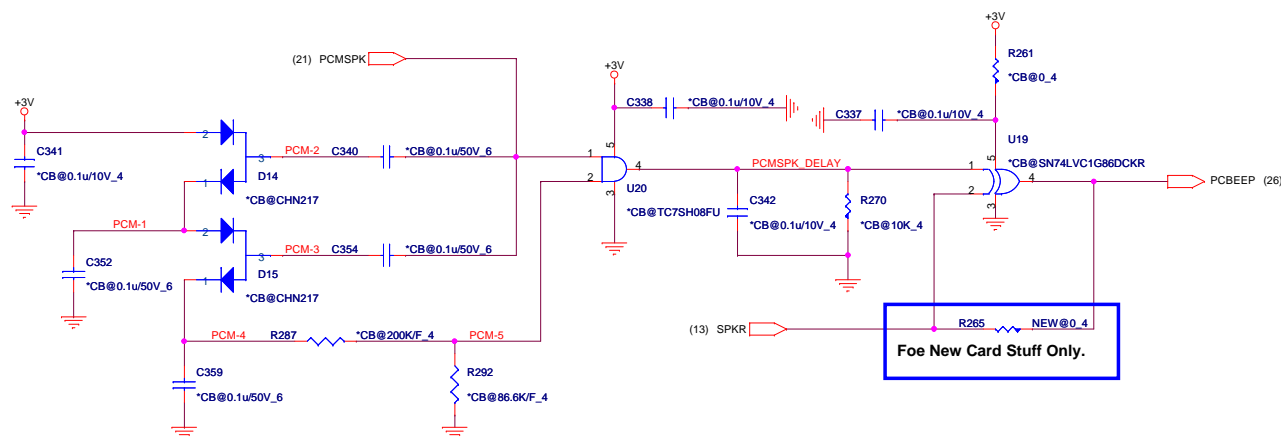 +3V
R261
*CB@0_4
(21) PCMSPK
+3V
C338 *CB@0.1u/10V_4
C337 *CB@0.1u/10V_4
+3V
C341
*CB@0.1u/10V_4
2
3
1
PCM-2
D14
*CB@CHN217
C340 *CB@0.1u/50V_6
1
2
5
4
3
U20
*CB@TC7SH08FU
PCMSPK_DELAY
C342
*CB@0.1u/10V_4
R270
*CB@10K_4
U19
*CB@SN74LVC1G86DCKR
1
2
5
4
3
PCBEEP (26)
PCM-1
C352
*CB@0.1u/50V_6
2
3
1
PCM-3
D15
*CB@CHN217
C354 *CB@0.1u/50V_6
PCM-4
R287 *CB@200K/F_4
PCM-5
C359
*CB@0.1u/50V_6
R292
*CB@86.6K/F_4
(13) SPKR
R265 NEW@0_4
Foe New Card Stuff Only.